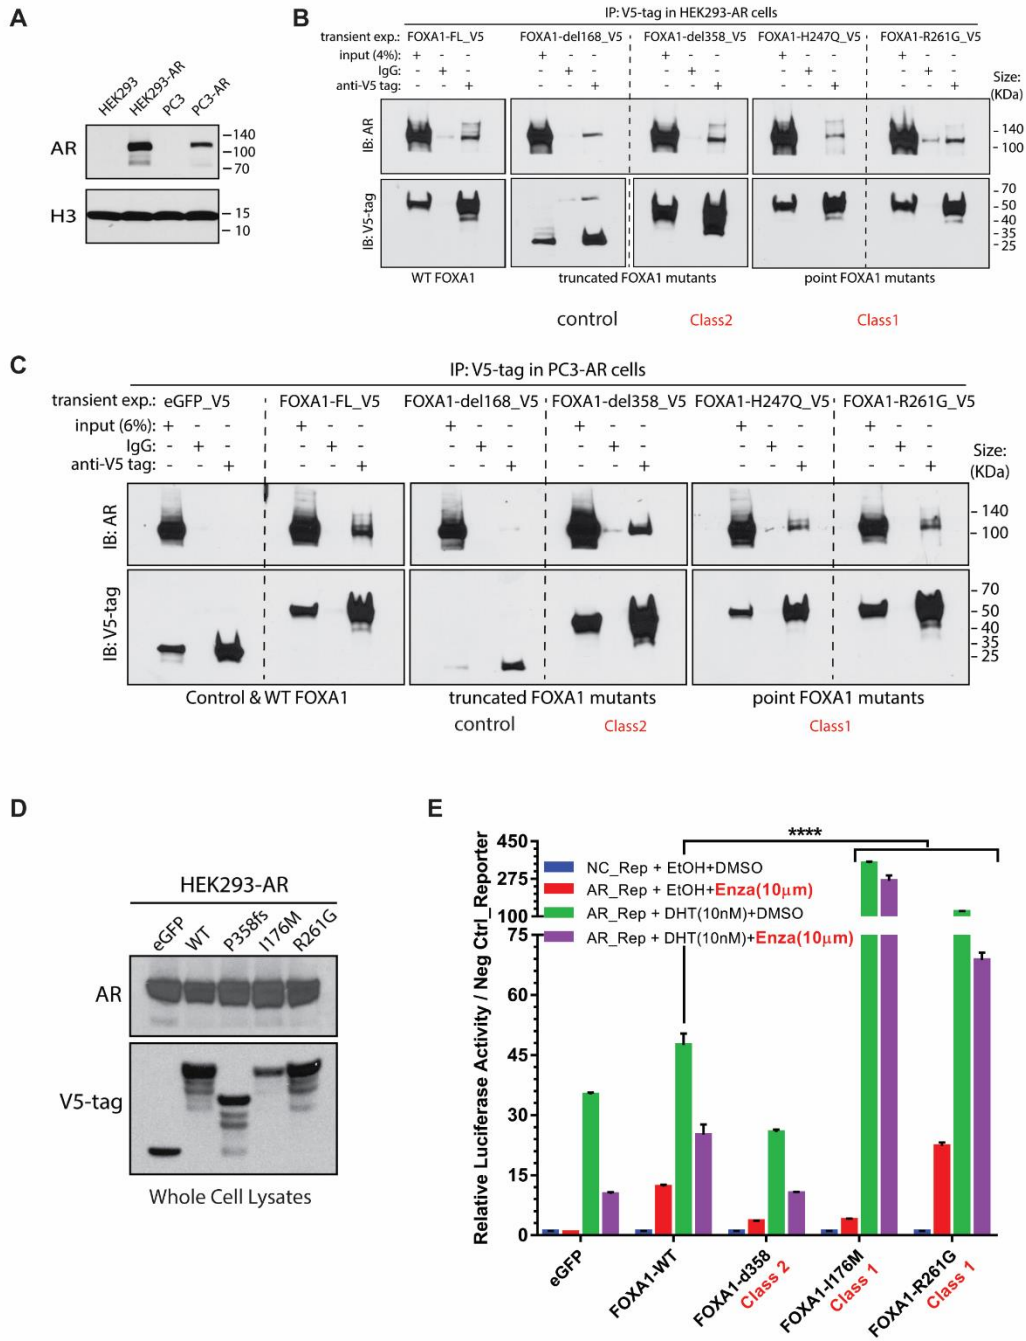 A
HEK293
HEK293-AR
PC3
PC3-AR
AR
–140
–100
–70
H3
–15
–10
B
IP: V5-tag in HEK293-AR cells
transient exp.: FOXA1-FL_V5 FOXA1-del168_V5 FOXA1-del358_V5 FOXA1-H247Q_V5 FOXA1-R261G_V5
input (4%): + - - + - - + - - + - - + - -
IgG: - + - - + - - + - - + - - + -
anti-V5 tag: - - + - - + - - + - - + - - +
Size:
(KDa)
IB: AR
- 140
- 100
IB: V5-tag
-70
-50
-40
-35
-25
WT FOXA1 truncated FOXA1 mutants point FOXA1 mutants
control Class2 Class1
C
IP: V5-tag in PC3-AR cells
transient exp.: eGFP_V5 FOXA1-FL_V5 FOXA1-del168_V5 FOXA1-del358_V5 FOXA1-H247Q_V5 FOXA1-R261G_V5
input (6%): + - - + - - + - - + - - + - - + - -
IgG: - + - - + - - + - - + - - + - - + -
anti-V5 tag: - - + - - + - - + - - + - - + - - +
Size:
(KDa)
IB: AR
- 140
- 100
IB: V5-tag
-70
-50
-40
-35
-25
Control & WT FOXA1 truncated FOXA1 mutants point FOXA1 mutants
control Class2 Class1
D
HEK293-AR
eGFP
WT
P358fs
I176M
R261G
AR
V5-tag
Whole Cell Lysates
E
****
Relative Luciferase Activity / Neg Ctrl_Reporter
450
275
100
75
60
45
30
15
0
NC_Rep + EtOH+DMSO
AR_Rep + EtOH+Enza(10μm)
AR_Rep + DHT(10nM)+DMSO
AR_Rep + DHT(10nM)+Enza(10μm)
eGFP
FOXA1-WT
FOXA1-d358
Class 2
FOXA1-I176M
Class 1
FOXA1-R261G
Class 1